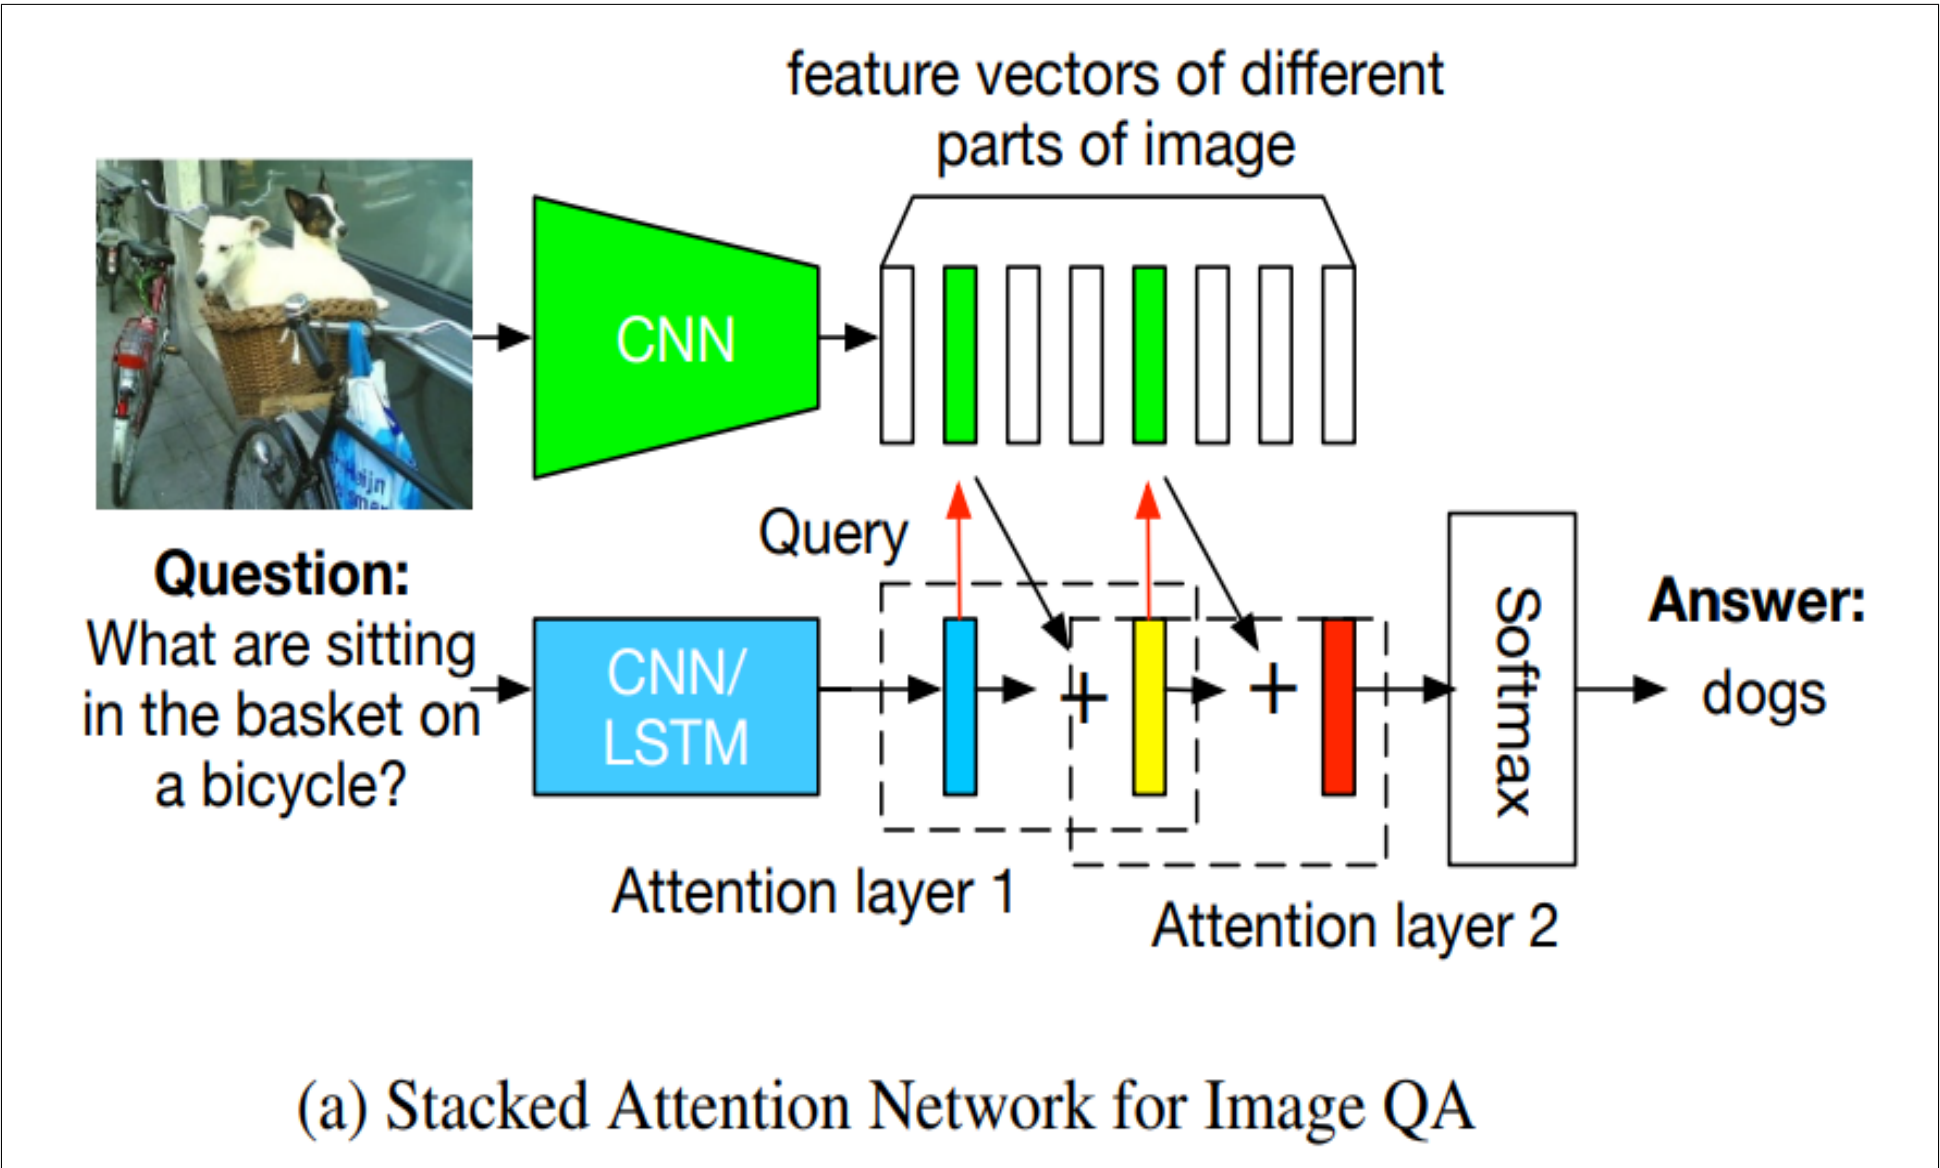 feature vectors of different
parts of image
CNN
Query
Question:
What are sitting
in the basket on
a bicycle?
CNN/
LSTM
Softmax
Answer:
dogs
Attention layer 1
Attention layer 2
(a) Stacked Attention Network for Image QA